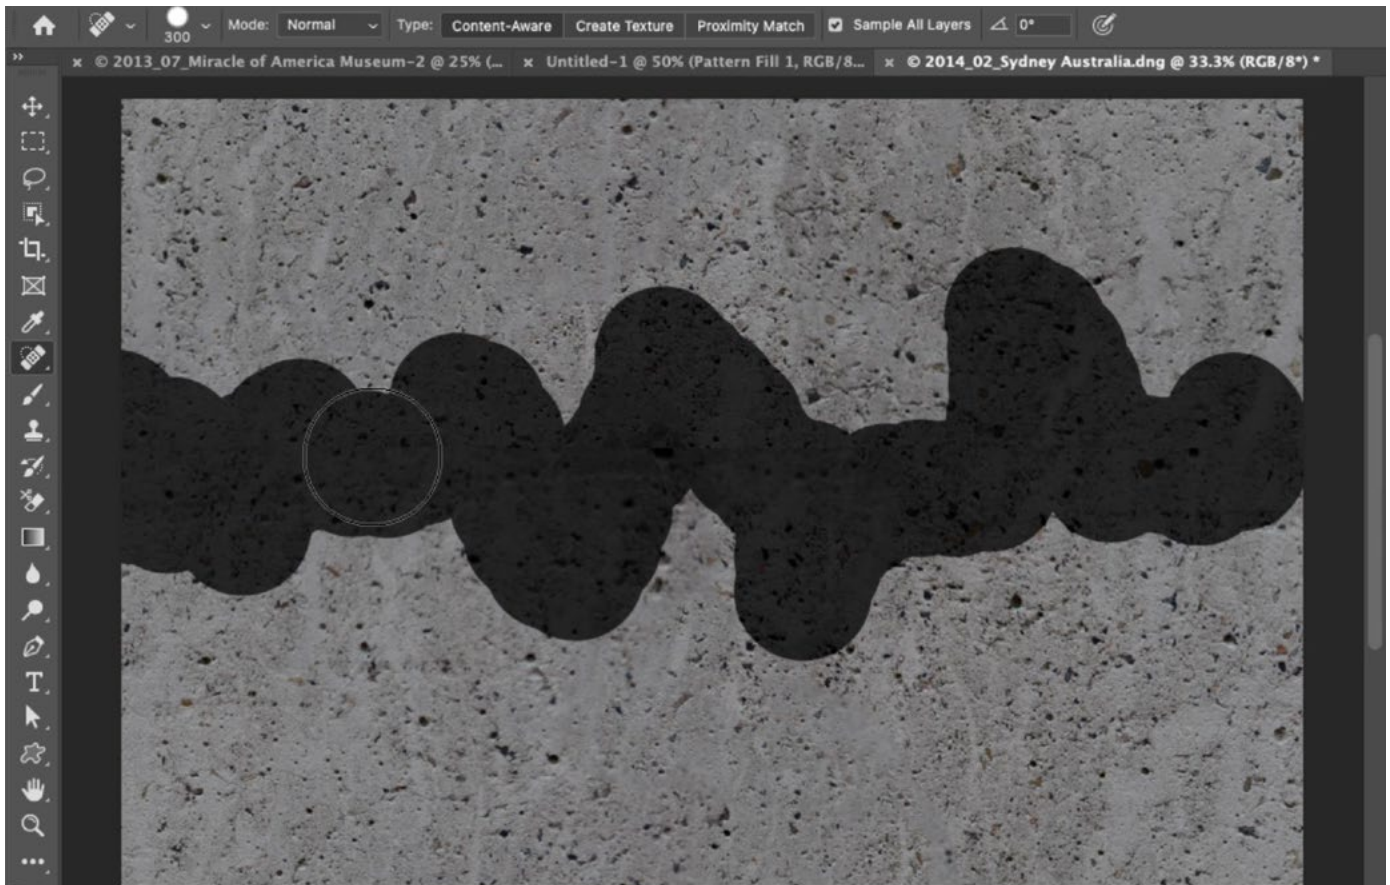 Mode: Normal Type: Content-Aware Create Texture Proximity Match Sample All Layers 0°
300
» × © 2013_07_Miracle of America Museum-2 @ 25% (... × Untitled-1 @ 50% (Pattern Fill 1, RGB/8... × © 2014_02_Sydney Australia.dng @ 33.3% (RGB/8*) *